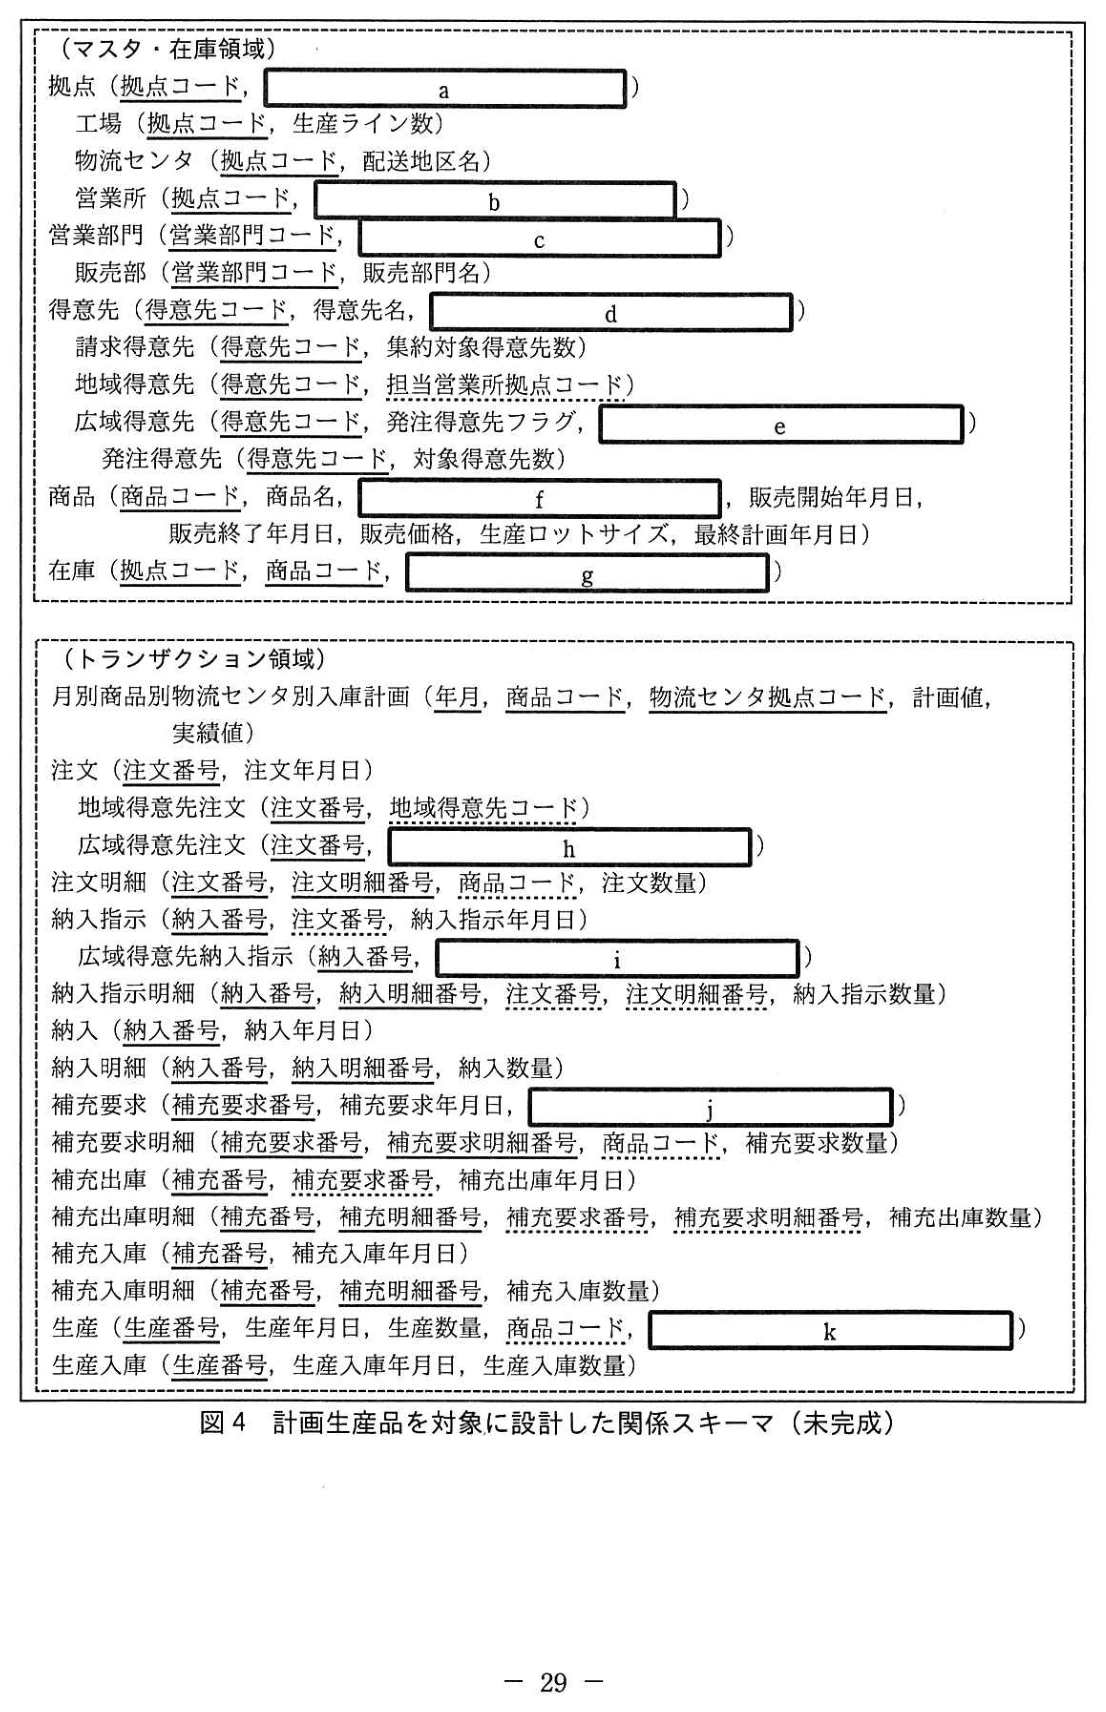 （マスタ・在庫領域）
拠点（拠点コード，a）
工場（拠点コード，生産ライン数）
物流センタ（拠点コード，配送地区名）
営業所（拠点コード，b）
営業部門（営業部門コード，c）
販売部（営業部門コード，販売部門名）
得意先（得意先コード，得意先名，d）
請求得意先（得意先コード，集約対象得意先数）
地域得意先（得意先コード，担当営業所拠点コード）
広域得意先（得意先コード，発注得意先フラグ，e）
発注得意先（得意先コード，対象得意先数）
商品（商品コード，商品名，f，販売開始年月日，
販売終了年月日，販売価格，生産ロットサイズ，最終計画年月日）
在庫（拠点コード，商品コード，g）
（トランザクション領域）
月別商品別物流センタ別入庫計画（年月，商品コード，物流センタ拠点コード，計画値，
実績値）
注文（注文番号，注文年月日）
地域得意先注文（注文番号，地域得意先コード）
広域得意先注文（注文番号，h）
注文明細（注文番号，注文明細番号，商品コード，注文数量）
納入指示（納入番号，注文番号，納入指示年月日）
広域得意先納入指示（納入番号，i）
納入指示明細（納入番号，納入明細番号，注文番号，注文明細番号，納入指示数量）
納入（納入番号，納入年月日）
納入明細（納入番号，納入明細番号，納入数量）
補充要求（補充要求番号，補充要求年月日，j）
補充要求明細（補充要求番号，補充要求明細番号，商品コード，補充要求数量）
補充出庫（補充番号，補充要求番号，補充出庫年月日）
補充出庫明細（補充番号，補充明細番号，補充要求番号，補充要求明細番号，補充出庫数量）
補充入庫（補充番号，補充入庫年月日）
補充入庫明細（補充番号，補充明細番号，補充入庫数量）
生産（生産番号，生産年月日，生産数量，商品コード，k）
生産入庫（生産番号，生産入庫年月日，生産入庫数量）
図４　計画生産品を対象に設計した関係スキーマ（未完成）
－ 29 －